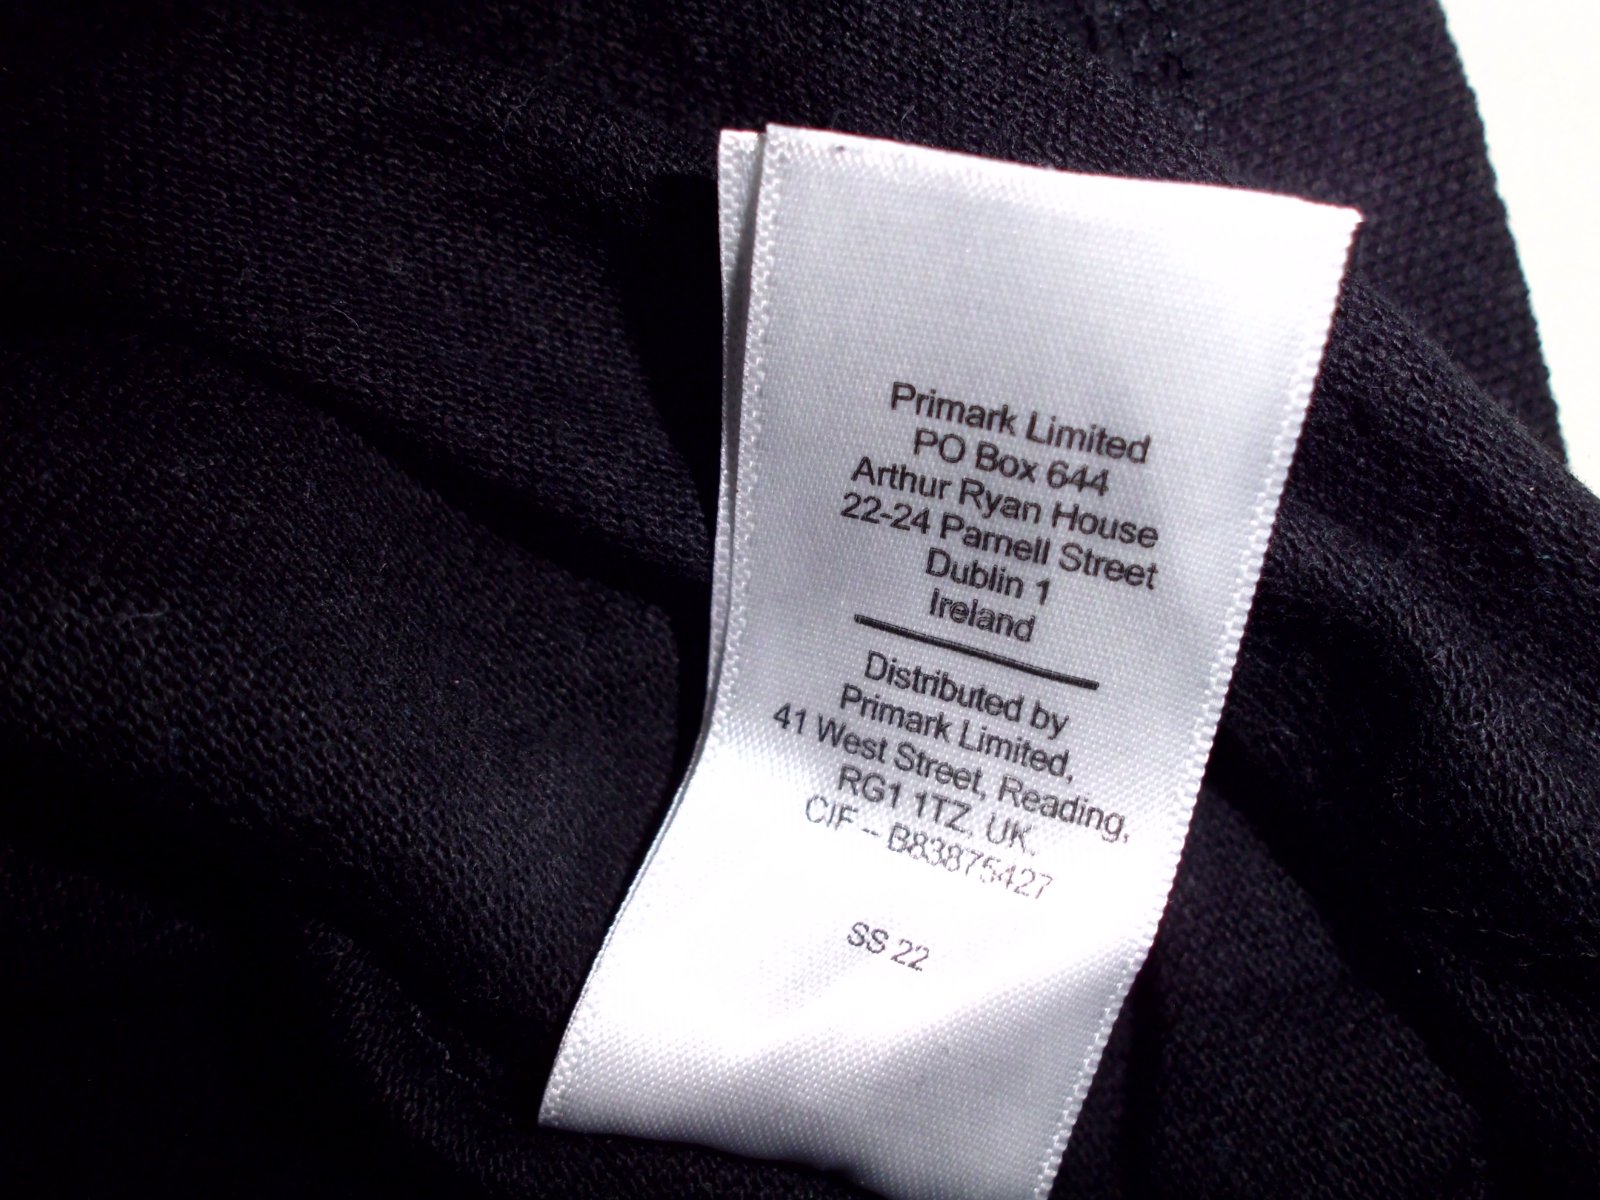 Primark Limited
PO Box 644
Arthur Ryan House
22-24 Parnell Street
Dublin 1
Ireland
Distributed by
Primark Limited,
41 West Street, Reading,
RG1 1TZ, UK,
CIF - B83875427
SS 22